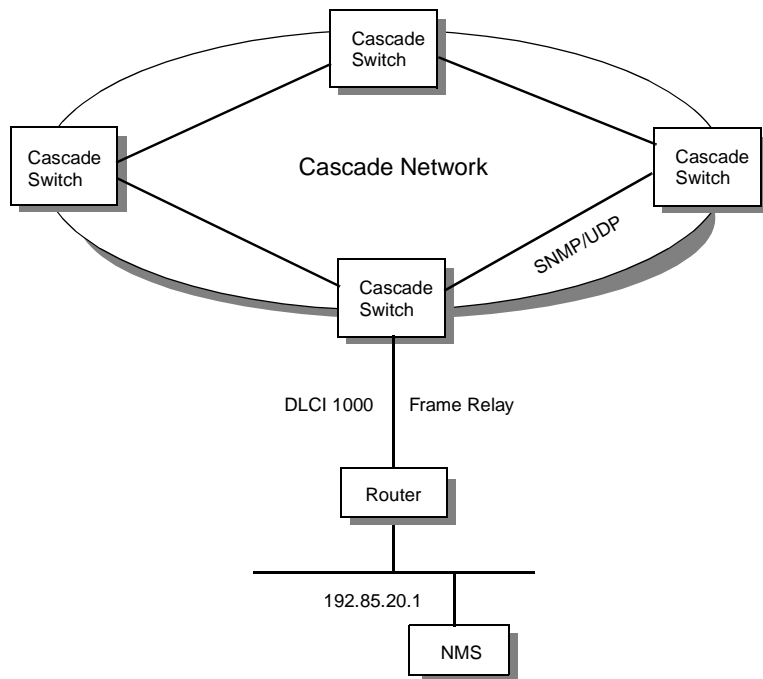 Cascade
Switch
Cascade
Switch
Cascade Network
Cascade
Switch
SNMP/UDP
Cascade
Switch
DLCI 1000
Frame Relay
Router
192.85.20.1
NMS